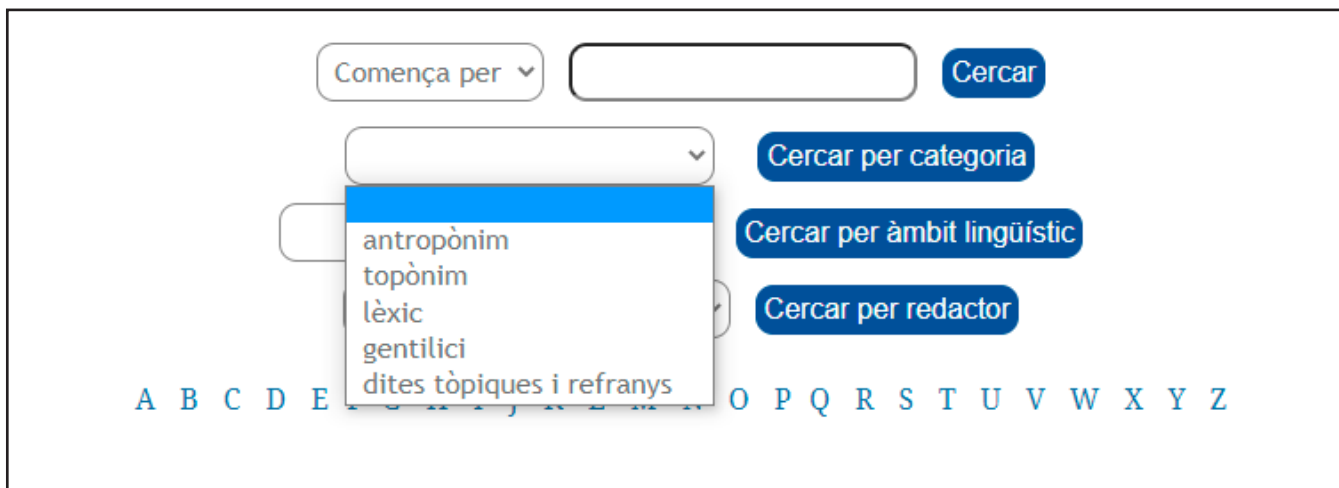 Comença per Cercar
Cercar per categoria
antropònim
Cercar per àmbit lingüístic
topònim
lèxic
Cercar per redactor
gentilici
dites tòpiques i refranys
A B C D E O P Q R S T U V W X Y Z